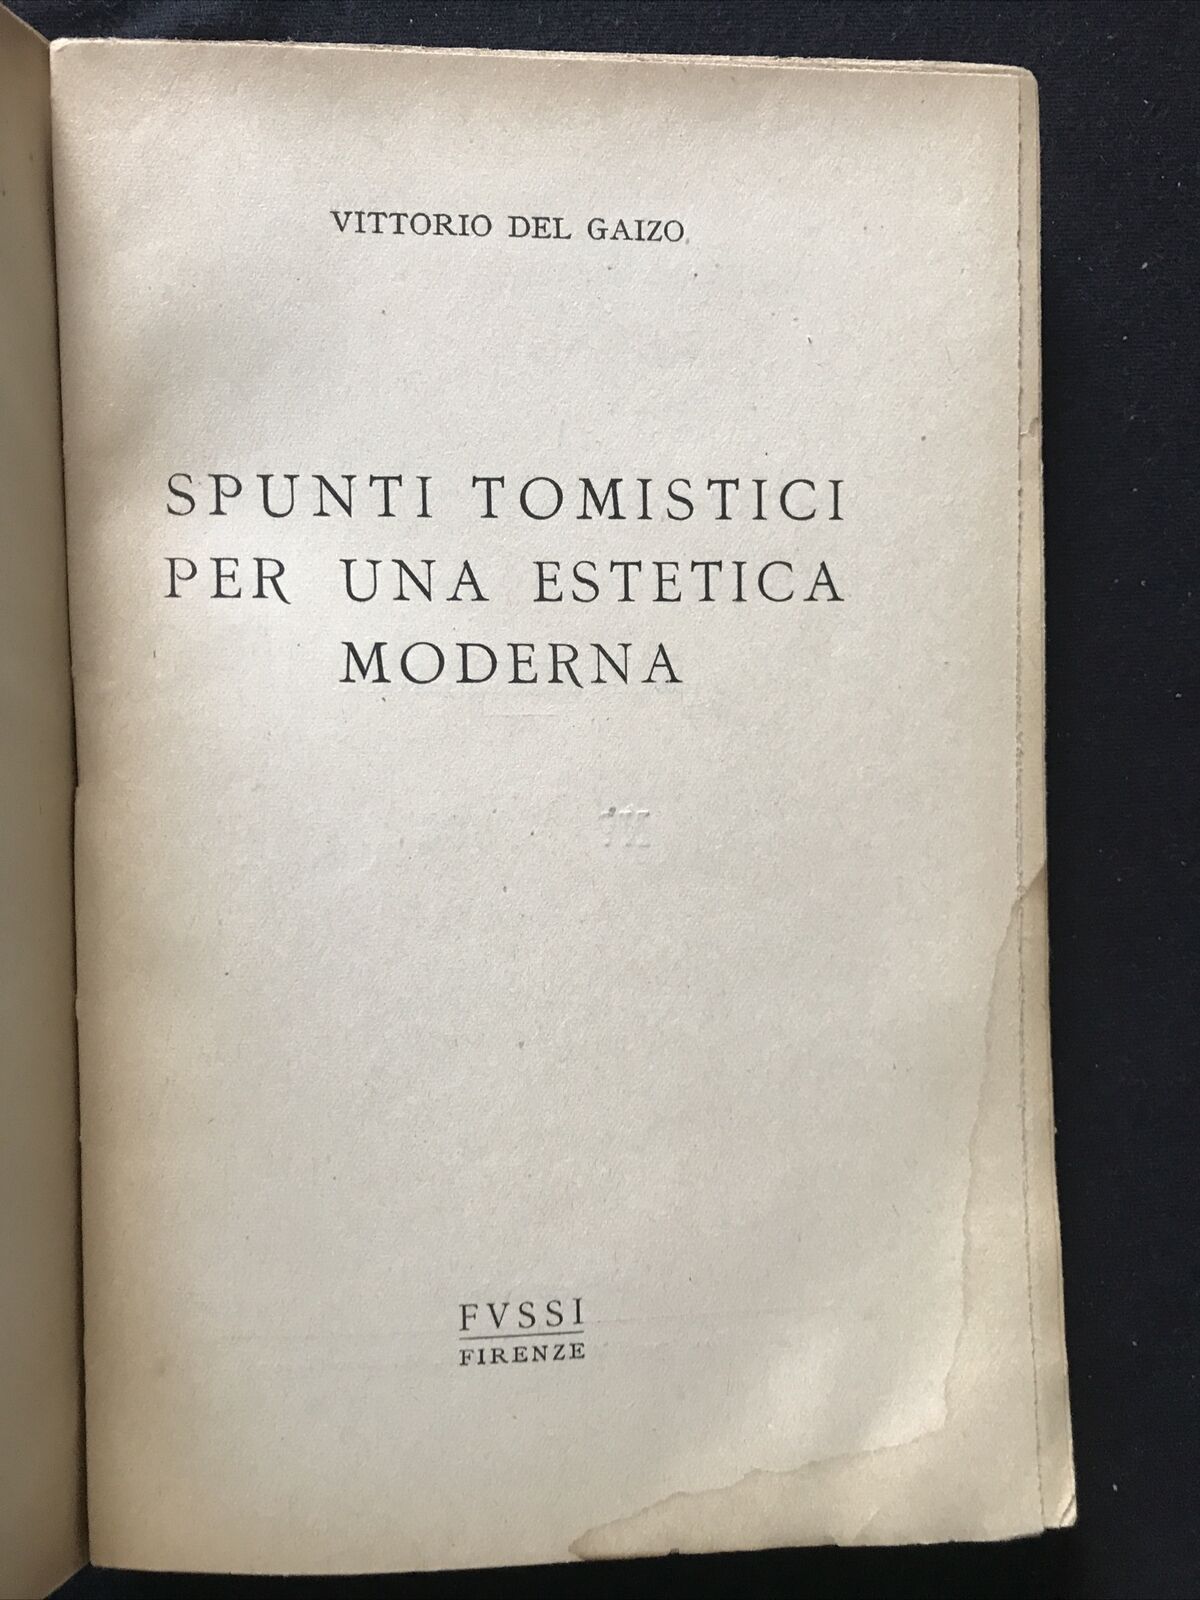 VITTORIO DEL GAIZO
SPUNTI TOMISTICI
PER UNA ESTETICA
MODERNA
FVSSI
FIRENZE